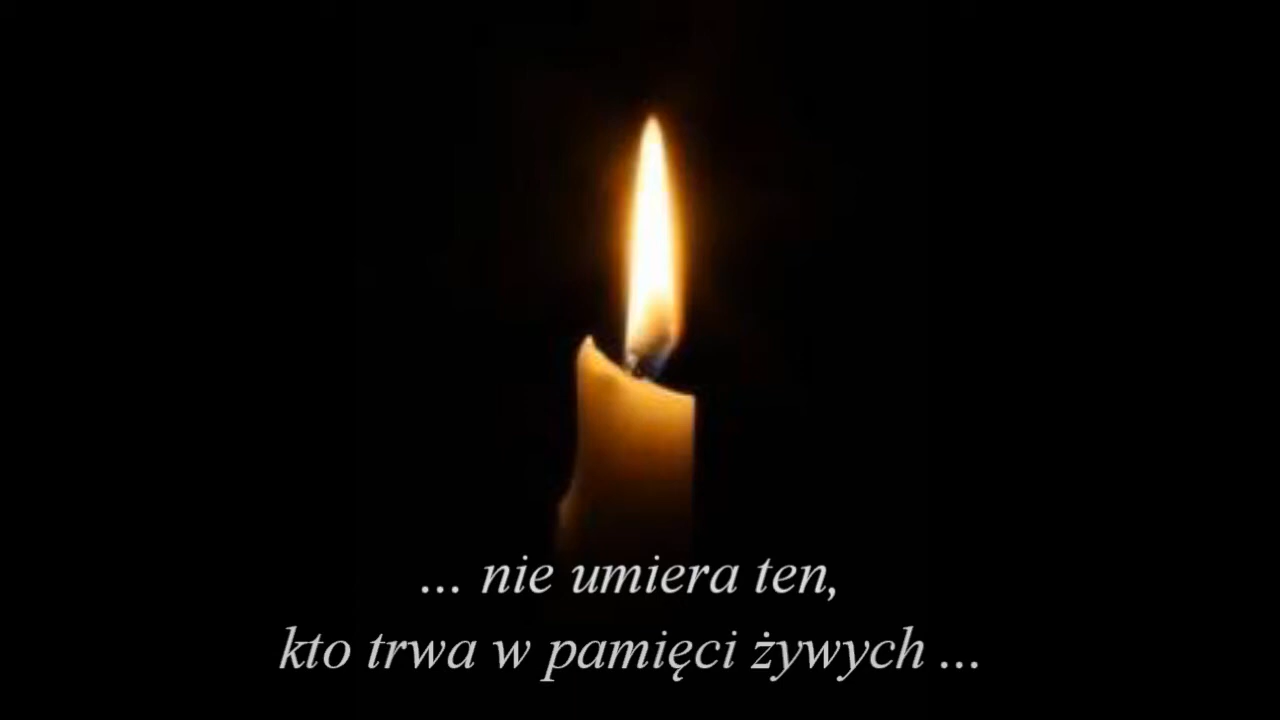 ... nie umiera ten,
kto trwa w pamięci żywych ...